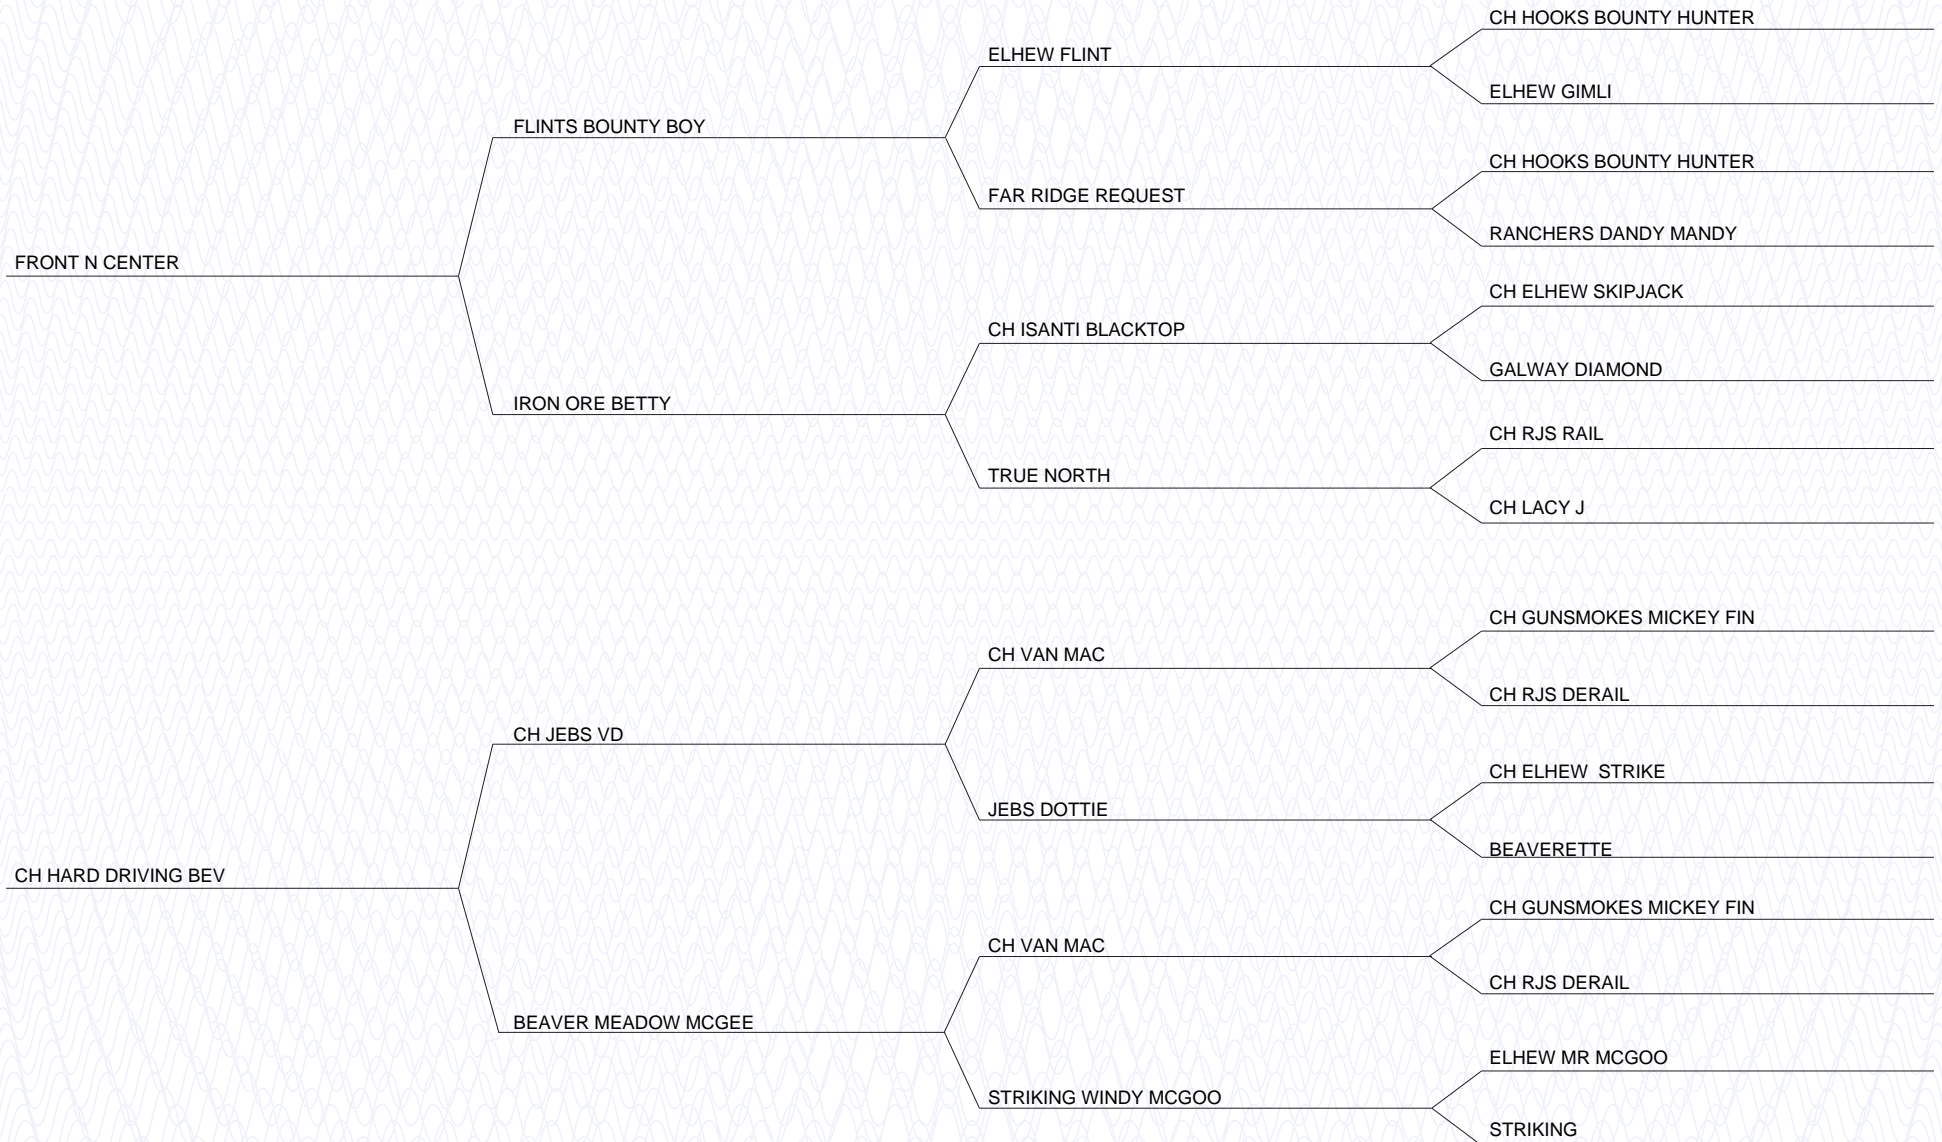 CH HOOKS BOUNTY HUNTER
ELHEW FLINT
ELHEW GIMLI
FLINTS BOUNTY BOY
CH HOOKS BOUNTY HUNTER
FAR RIDGE REQUEST
RANCHERS DANDY MANDY
FRONT N CENTER
CH ELHEW SKIPJACK
CH ISANTI BLACKTOP
GALWAY DIAMOND
IRON ORE BETTY
CH RJS RAIL
TRUE NORTH
CH LACY J
CH GUNSMOKES MICKEY FIN
CH VAN MAC
CH RJS DERAIL
CH JEBS VD
CH ELHEW  STRIKE
JEBS DOTTIE
BEAVERETTE
CH HARD DRIVING BEV
CH GUNSMOKES MICKEY FIN
CH VAN MAC
CH RJS DERAIL
BEAVER MEADOW MCGEE
ELHEW MR MCGOO
STRIKING WINDY MCGOO
STRIKING